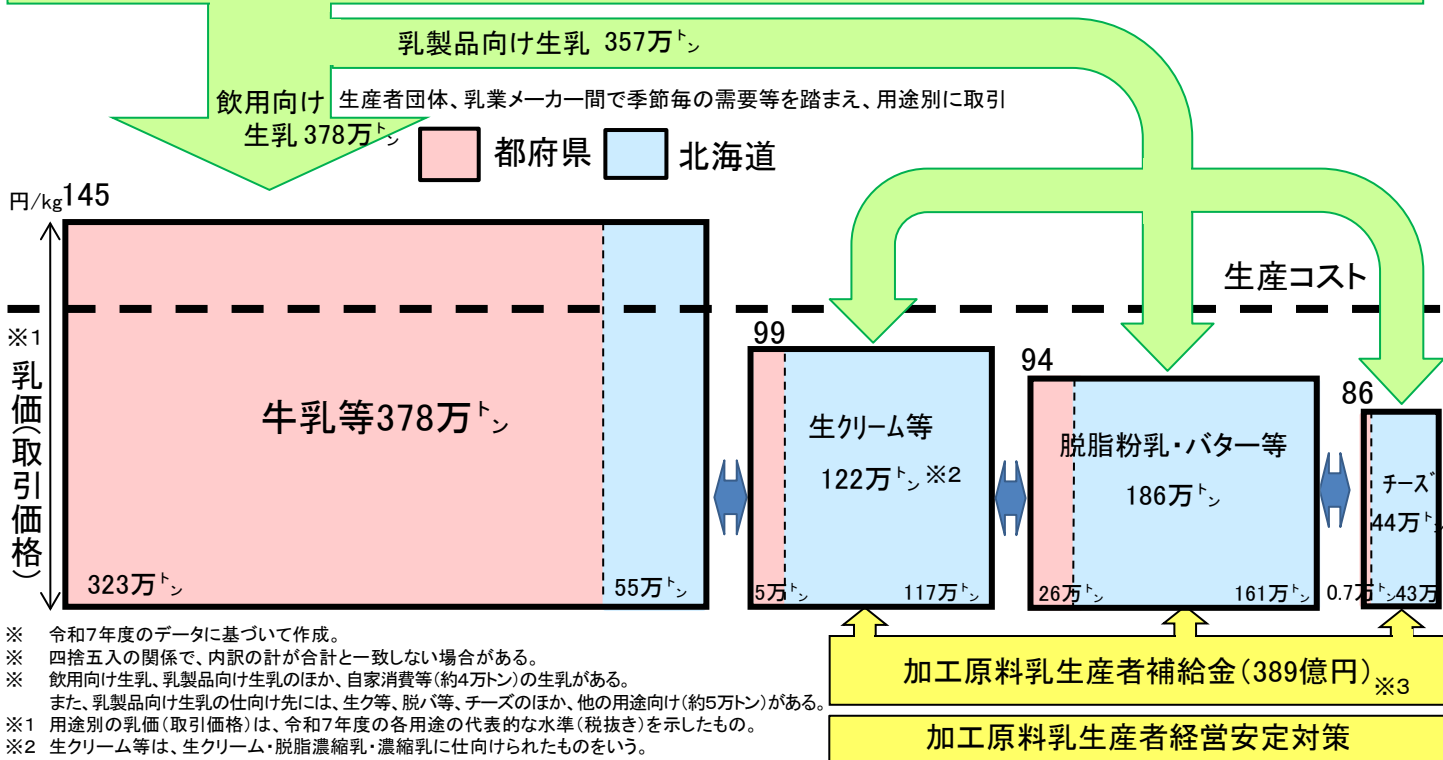 乳製品向け生乳 357万㌧
飲用向け
生乳 378万㌧
生産者団体、乳業メーカー間で季節毎の需要等を踏まえ、用途別に取引
都府県
北海道
円/kg
145
生産コスト
※1
乳価(取引価格)
99
94
86
牛乳等378万㌧
生クリーム等
122万㌧ ※2
脱脂粉乳・バター等
186万㌧
チーズ
44万㌧
323万㌧
55万㌧
5万㌧
117万㌧
26万㌧
161万㌧
0.7万㌧
43万
※ 令和7年度のデータに基づいて作成。
※ 四捨五入の関係で、内訳の計が合計と一致しない場合がある。
※ 飲用向け生乳、乳製品向け生乳のほか、自家消費等(約4万トン)の生乳がある。
また、乳製品向け生乳の仕向け先には、生ク等、脱バ等、チーズのほか、他の用途向け(約5万トン)がある。
※1 用途別の乳価(取引価格)は、令和7年度の各用途の代表的な水準(税抜き)を示したもの。
※2 生クリーム等は、生クリーム・脱脂濃縮乳・濃縮乳に仕向けられたものをいう。
加工原料乳生産者補給金(389億円)※3
加工原料乳生産者経営安定対策